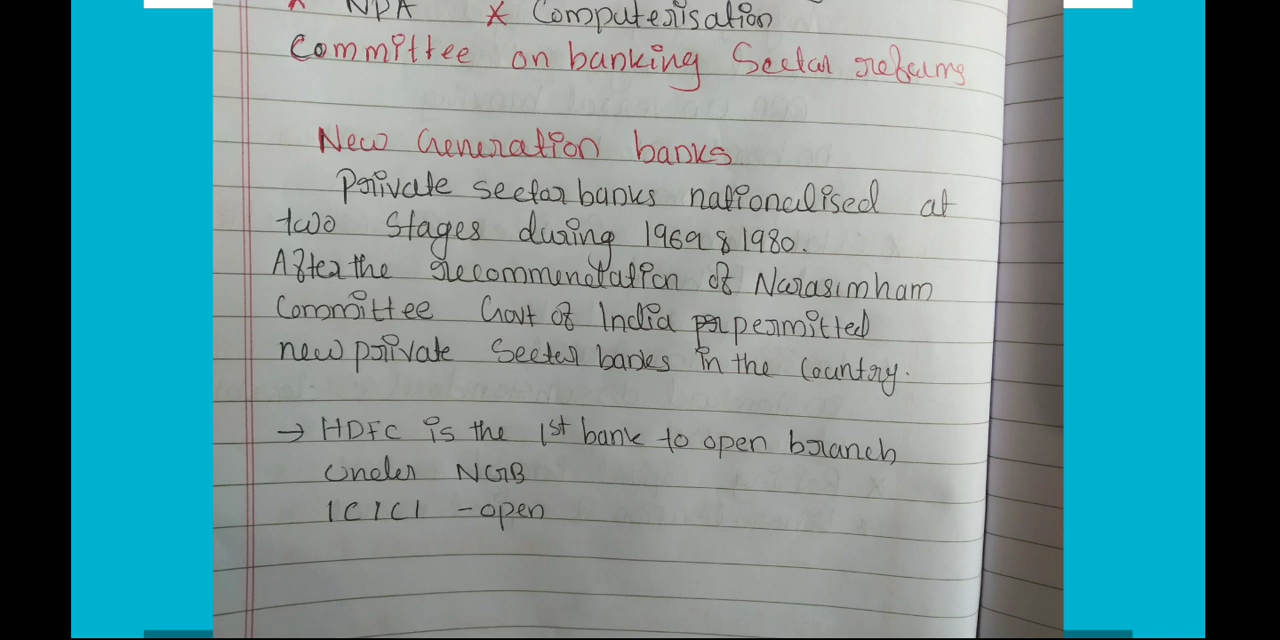 * NPA * Computerisation
Committee on banking Sector reforms
New Generation banks
Private sector banks nationalised at
two Stages during 1969 & 1980.
After the recommendation of Narasimham
Committee Govt of India permitted
new private Sector banks in the Country.
→ HDFC is the 1st bank to open branch
Under NGB
ICICI - open